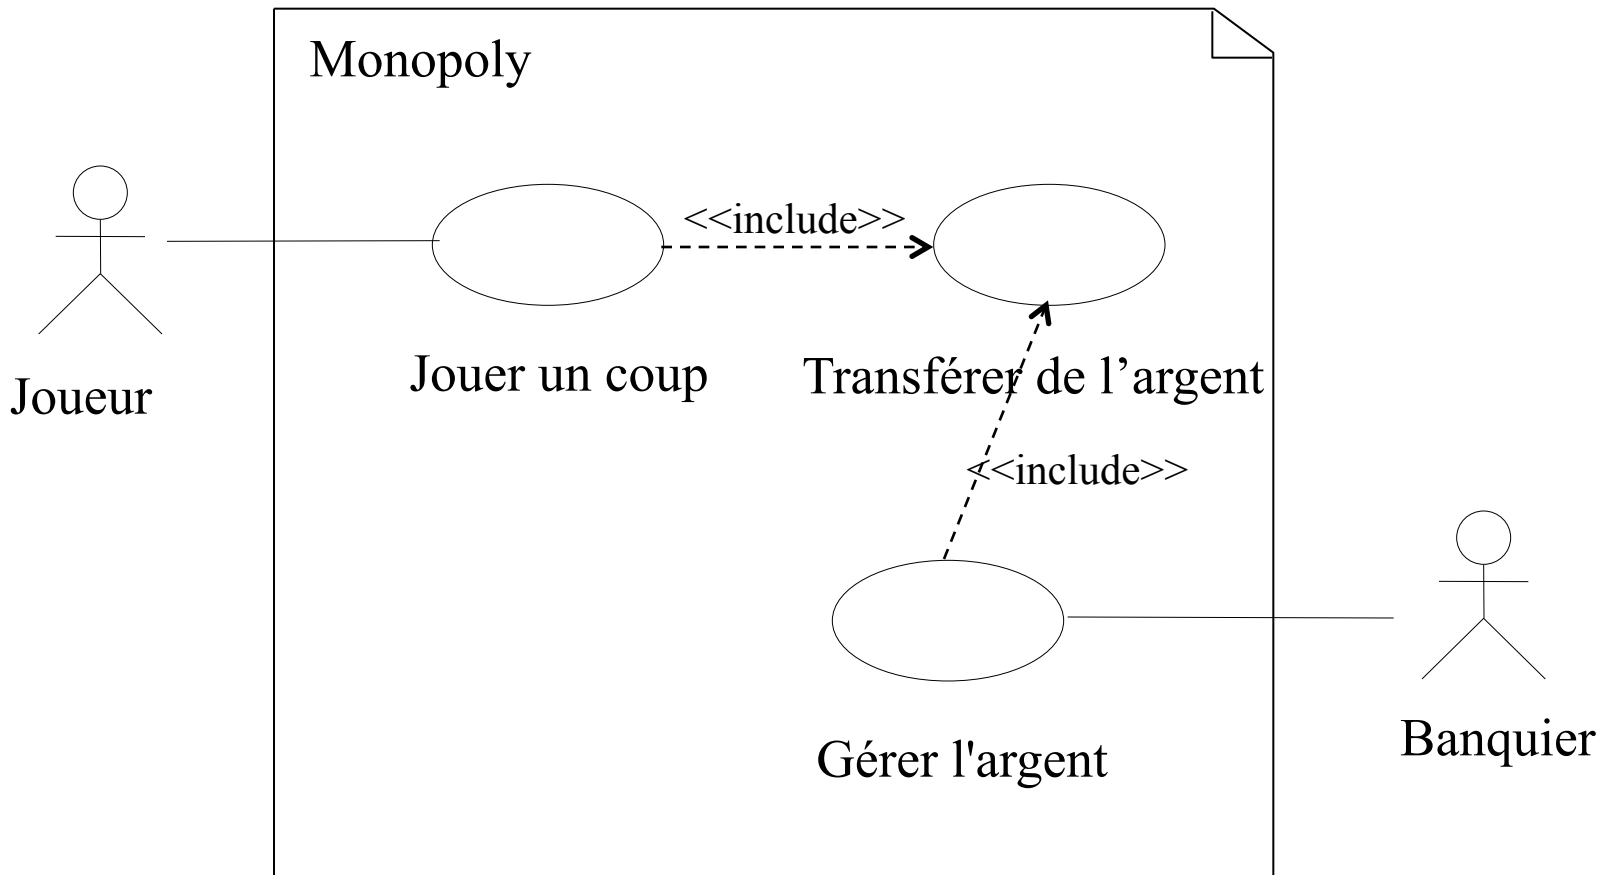 Monopoly
<<include>>
Jouer un coup
Transférer de l’argent
Joueur
<<include>>
Banquier
Gérer l'argent